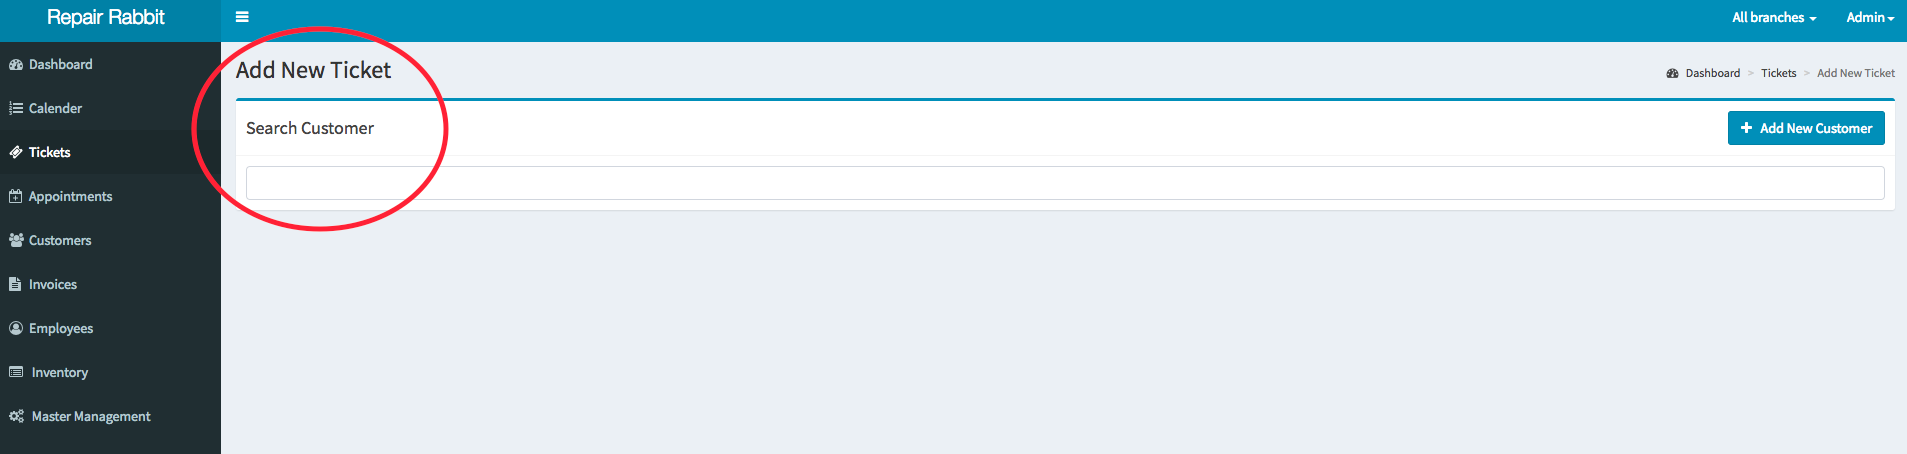 Repair Rabbit
All branches
Admin
Dashboard
Calender
Tickets
Appointments
Customers
Invoices
Employees
Inventory
Master Management
Add New Ticket
Dashboard > Tickets > Add New Ticket
Search Customer
+ Add New Customer